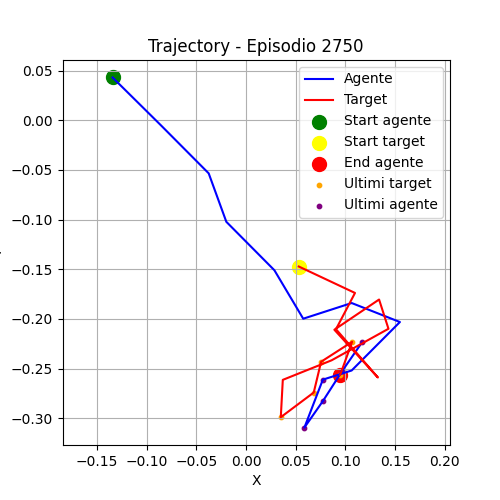 Trajectory - Episodio 2750
Agente
Target
Start agente
Start target
End agente
Ultimi target
Ultimi agente
0.05
0.00
−0.05
−0.10
−0.15
−0.20
−0.25
−0.30
−0.15
−0.10
−0.05
0.00
0.05
0.10
0.15
0.20
X